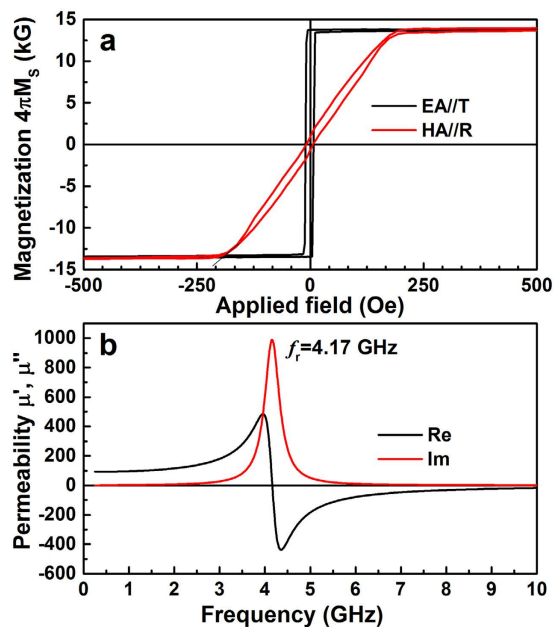 a
Magnetization 4πM_S (kG)
15
10
5
0
-5
-10
-15
EA//T
HA//R
-500 -250 0 250 500
Applied field (Oe)
b
f_r=4.17 GHz
Permeability μ', μ"
1000
800
600
400
200
0
-200
-400
-600
Re
Im
0 1 2 3 4 5 6 7 8 9 10
Frequency (GHz)